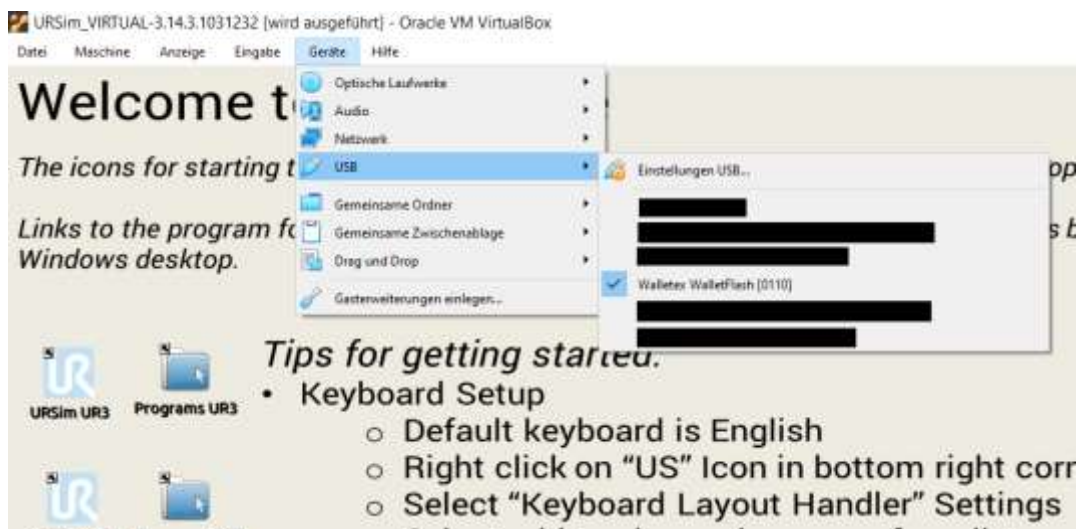 URSim_VIRTUAL-3.14.3.1031232 [wird ausgeführt] - Oracle VM VirtualBox
Datei Maschine Anzeige Eingabe Geräte Hilfe
Welcome t
Optische Laufwerke
Audio
Netzwerk
USB
Gemeinsame Ordner
Gemeinsame Zwischenablage
Drag und Drop
Gasterweiterungen einlegen...
Einstellungen USB...
Walletex WalletFlash [0110]
The icons for starting t
op
Links to the program fo
s b
Windows desktop.
Tips for getting started:
URSim UR3
Programs UR3
• Keyboard Setup
o Default keyboard is English
o Right click on “US” Icon in bottom right corr
o Select “Keyboard Layout Handler” Settings